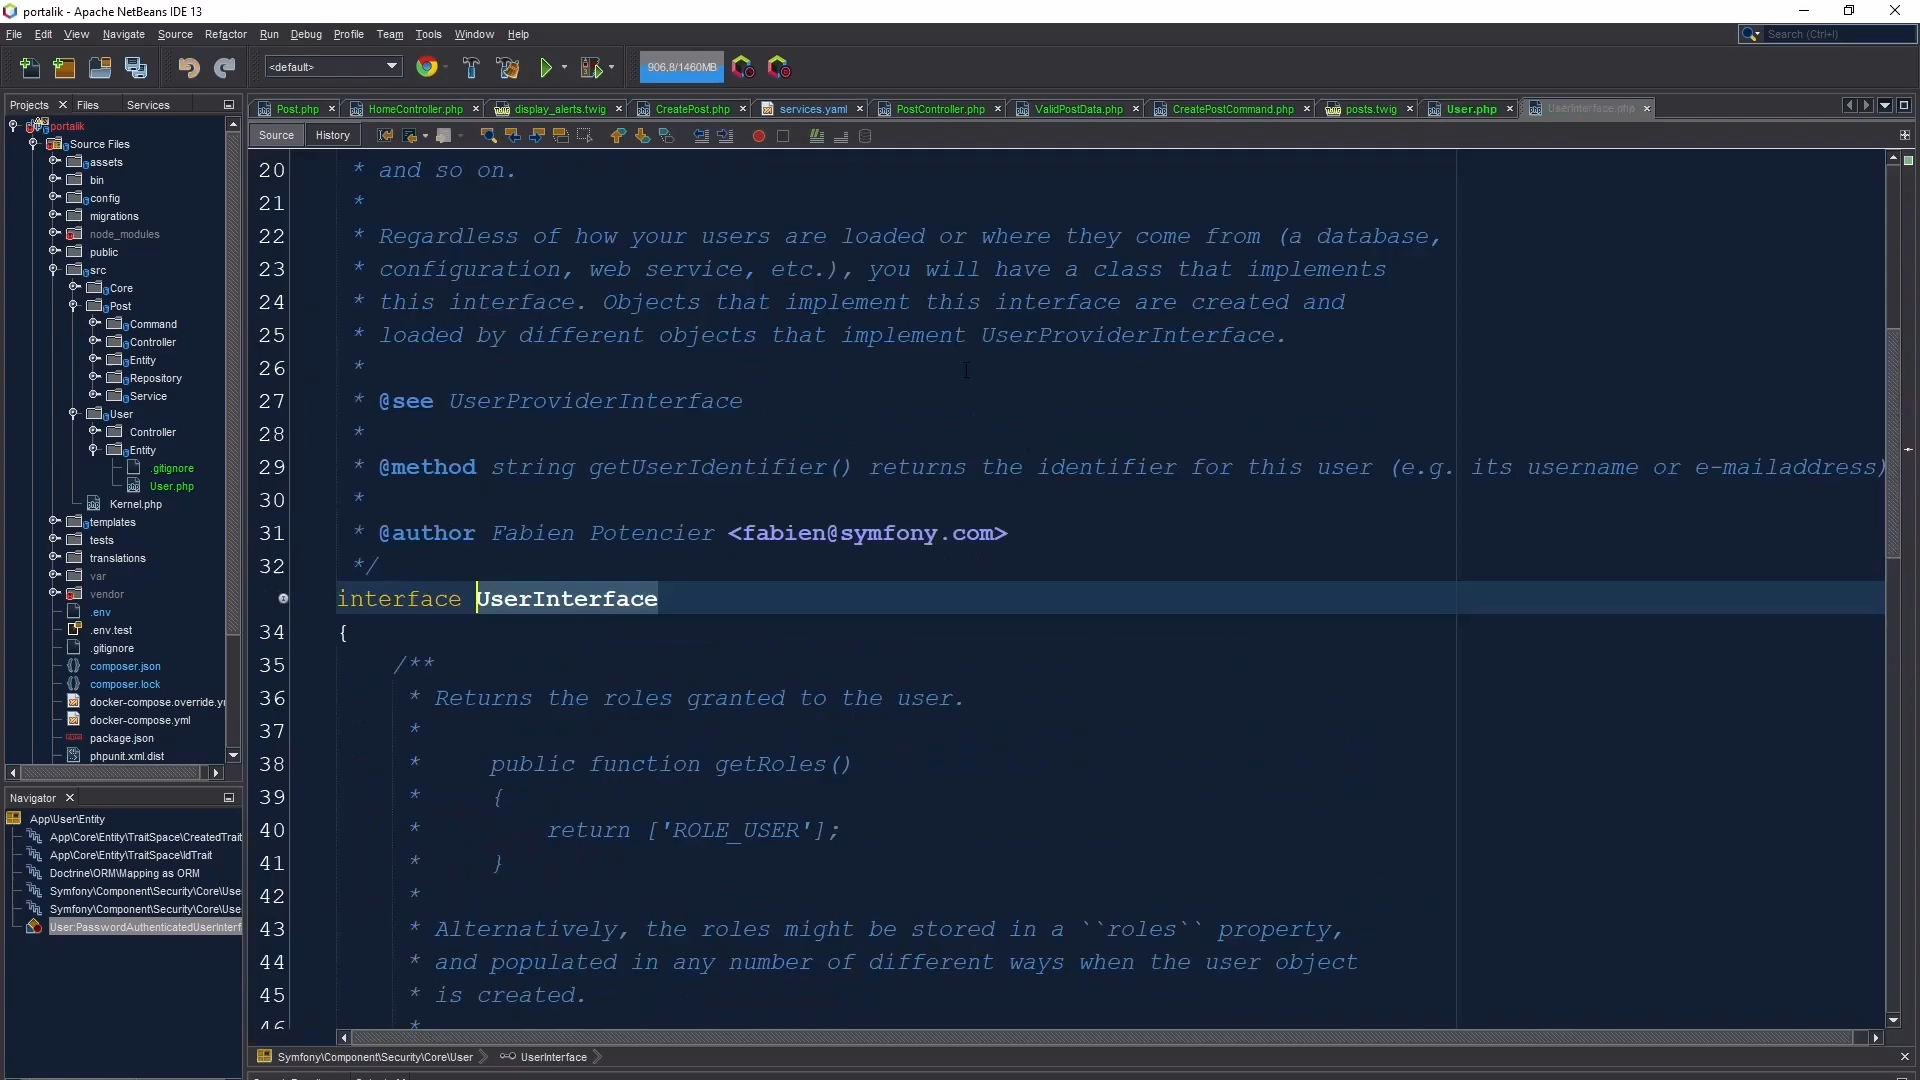 portalik - Apache NetBeans IDE 13
File Edit View Navigate Source Refactor Run Debug Profile Team Tools Window Help
Search (Ctrl+I)
<default>
906,8/1460MB
Projects Files Services
Post.php HomeController.php display_alerts.twig CreatePost.php services.yaml PostController.php ValidPostData.php CreatePostCommand.php posts.twig User.php UserInterface.php
Source History
portalik
Source Files
assets
bin
config
migrations
node_modules
public
src
Core
Post
Command
Controller
Entity
Repository
Service
User
Controller
Entity
.gitignore
User.php
Kernel.php
templates
tests
translations
var
vendor
.env
.env.test
.gitignore
composer.json
composer.lock
docker-compose.override.y
docker-compose.yml
package.json
phpunit.xml.dist
Navigator
App\User\Entity
App\Core\Entity\TraitSpace\CreatedTrait
App\Core\Entity\TraitSpace\IdTrait
Doctrine\ORM\Mapping as ORM
Symfony\Component\Security\Core\Use
Symfony\Component\Security\Core\Use
User:PasswordAuthenticatedUserInterf
20 * and so on.
21 *
22 * Regardless of how your users are loaded or where they come from (a database,
23 * configuration, web service, etc.), you will have a class that implements
24 * this interface. Objects that implement this interface are created and
25 * loaded by different objects that implement UserProviderInterface.
26 *
27 * @see UserProviderInterface
28 *
29 * @method string getUserIdentifier() returns the identifier for this user (e.g. its username or e-mailaddress)
30 *
31 * @author Fabien Potencier <fabien@symfony.com>
32 */
interface UserInterface
34 {
35 /**
36 * Returns the roles granted to the user.
37 *
38 * public function getRoles()
39 * {
40 * return ['ROLE_USER'];
41 * }
42 *
43 * Alternatively, the roles might be stored in a ``roles`` property,
44 * and populated in any number of different ways when the user object
45 * is created.
46 *
Symfony\Component\Security\Core\User UserInterface